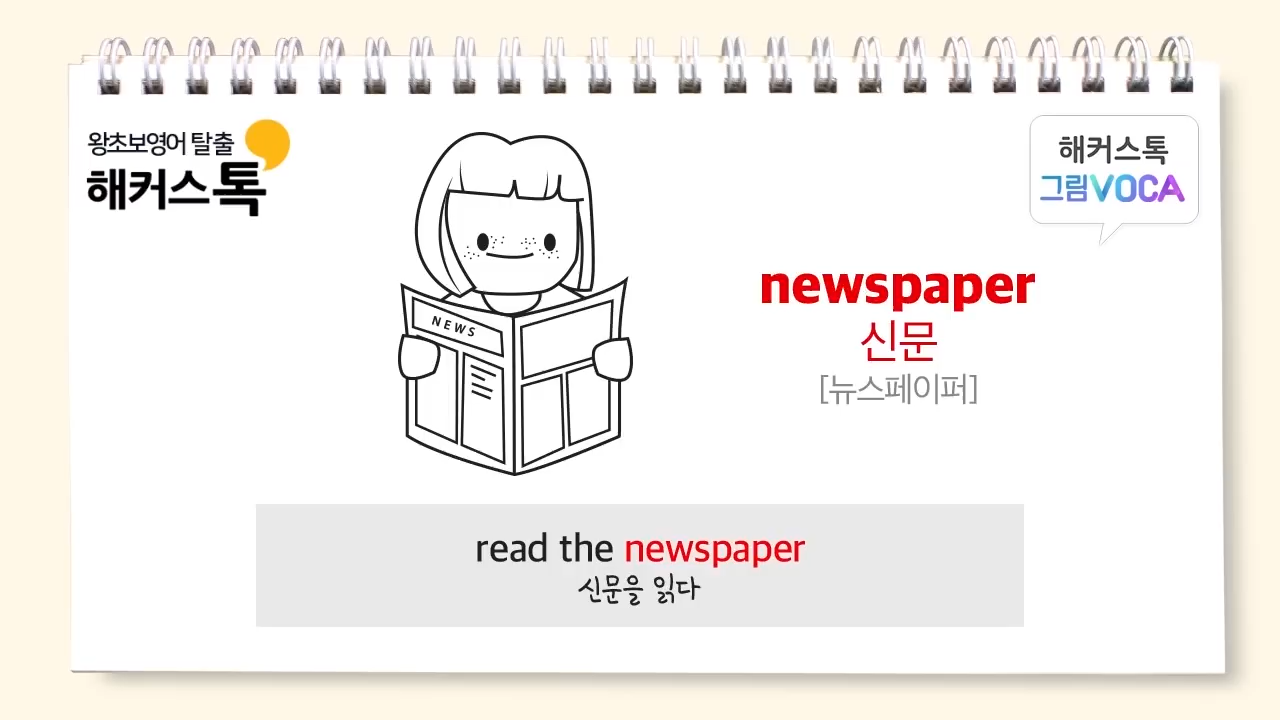 왕초보영어 탈출
해커스톡
해커스톡
그림VOCA
NEWS
newspaper
신문
[뉴스페이퍼]
read the newspaper
신문을 읽다